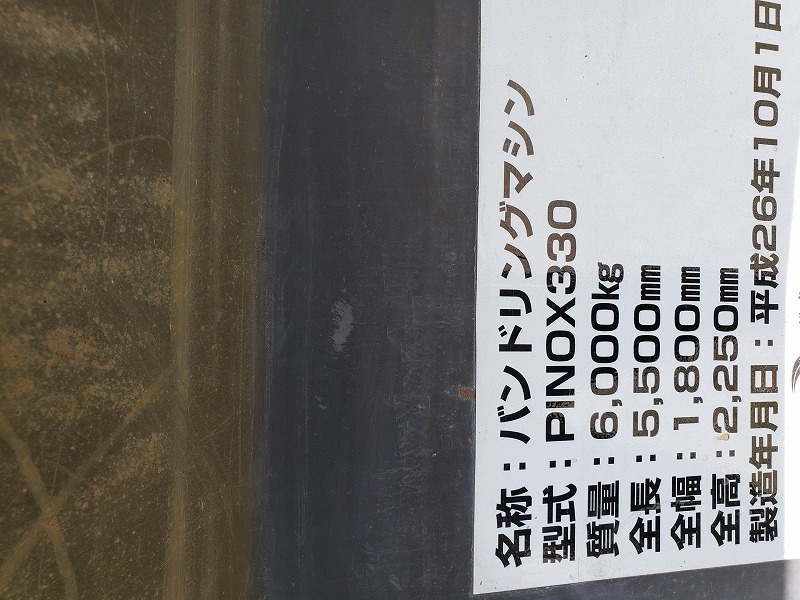 名称：バンドリングマシン
型式：PINOX330
質量：6,000kg
全長：5,500mm
全幅：1,800mm
全高：2,250mm
製造年月日：平成26年10月1日